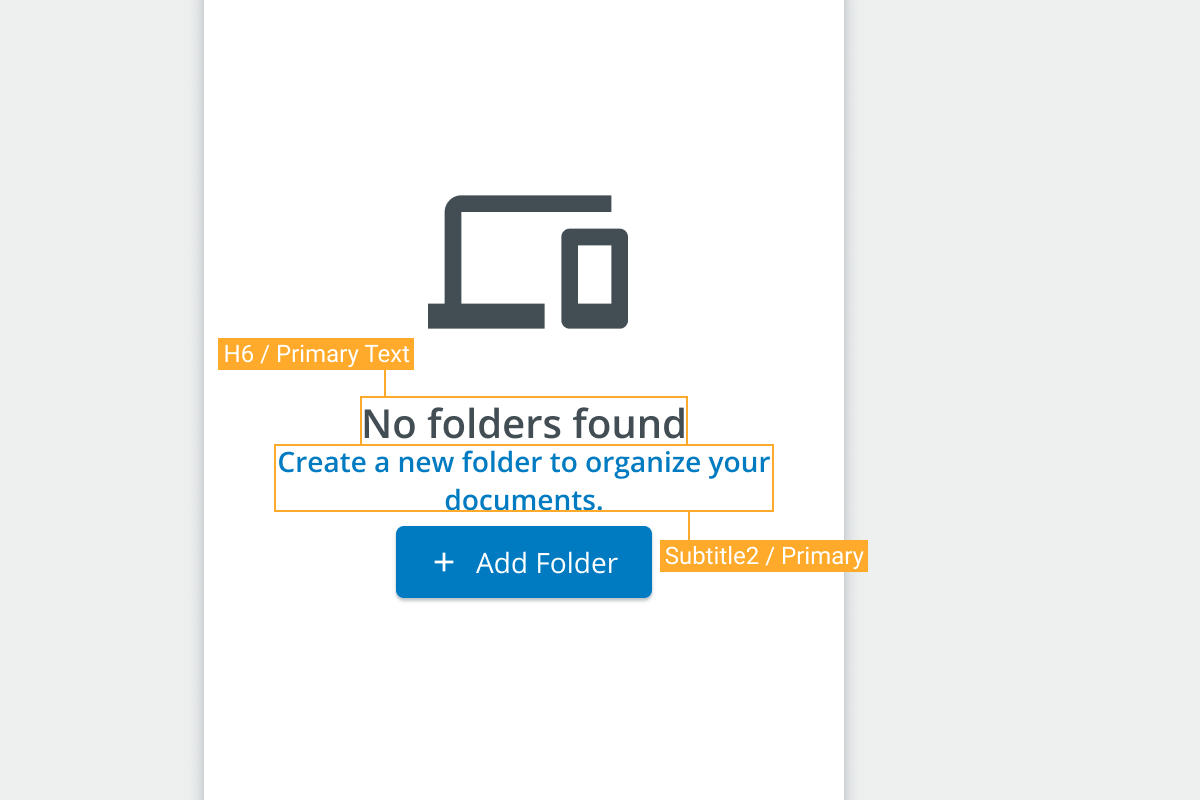 H6 / Primary Text
No folders found
Create a new folder to organize your
documents.
+ Add Folder
Subtitle2 / Primary